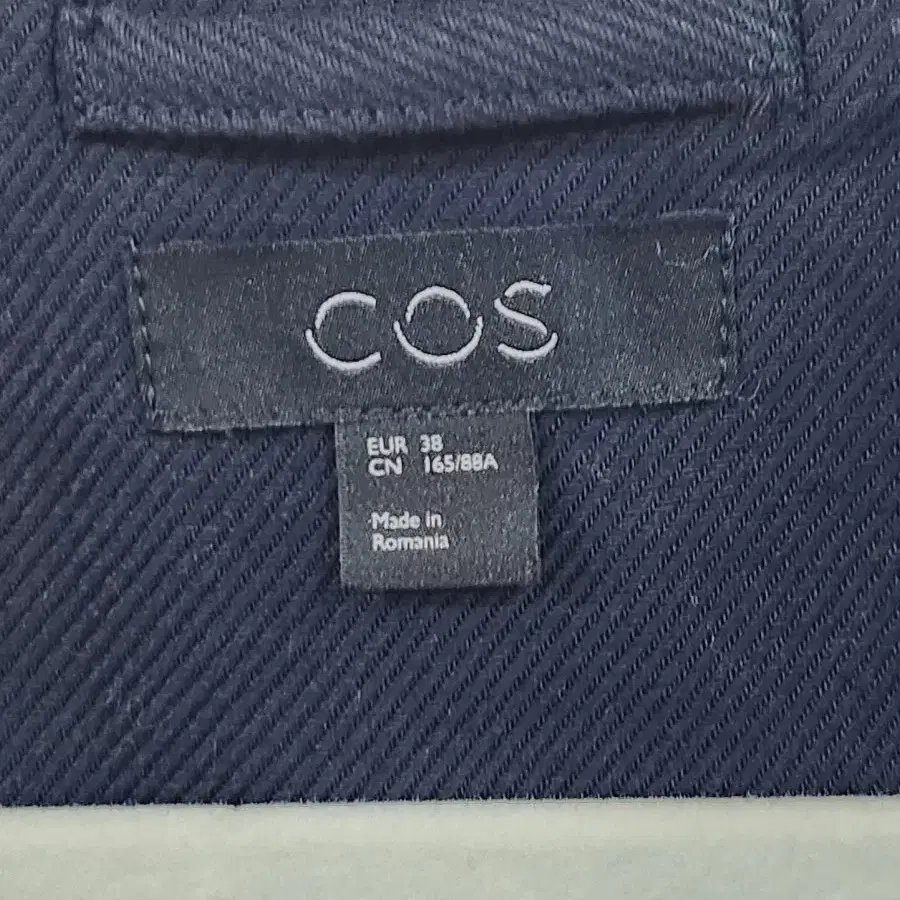 COS
EUR 38
CN 165/88A
Made in
Romania